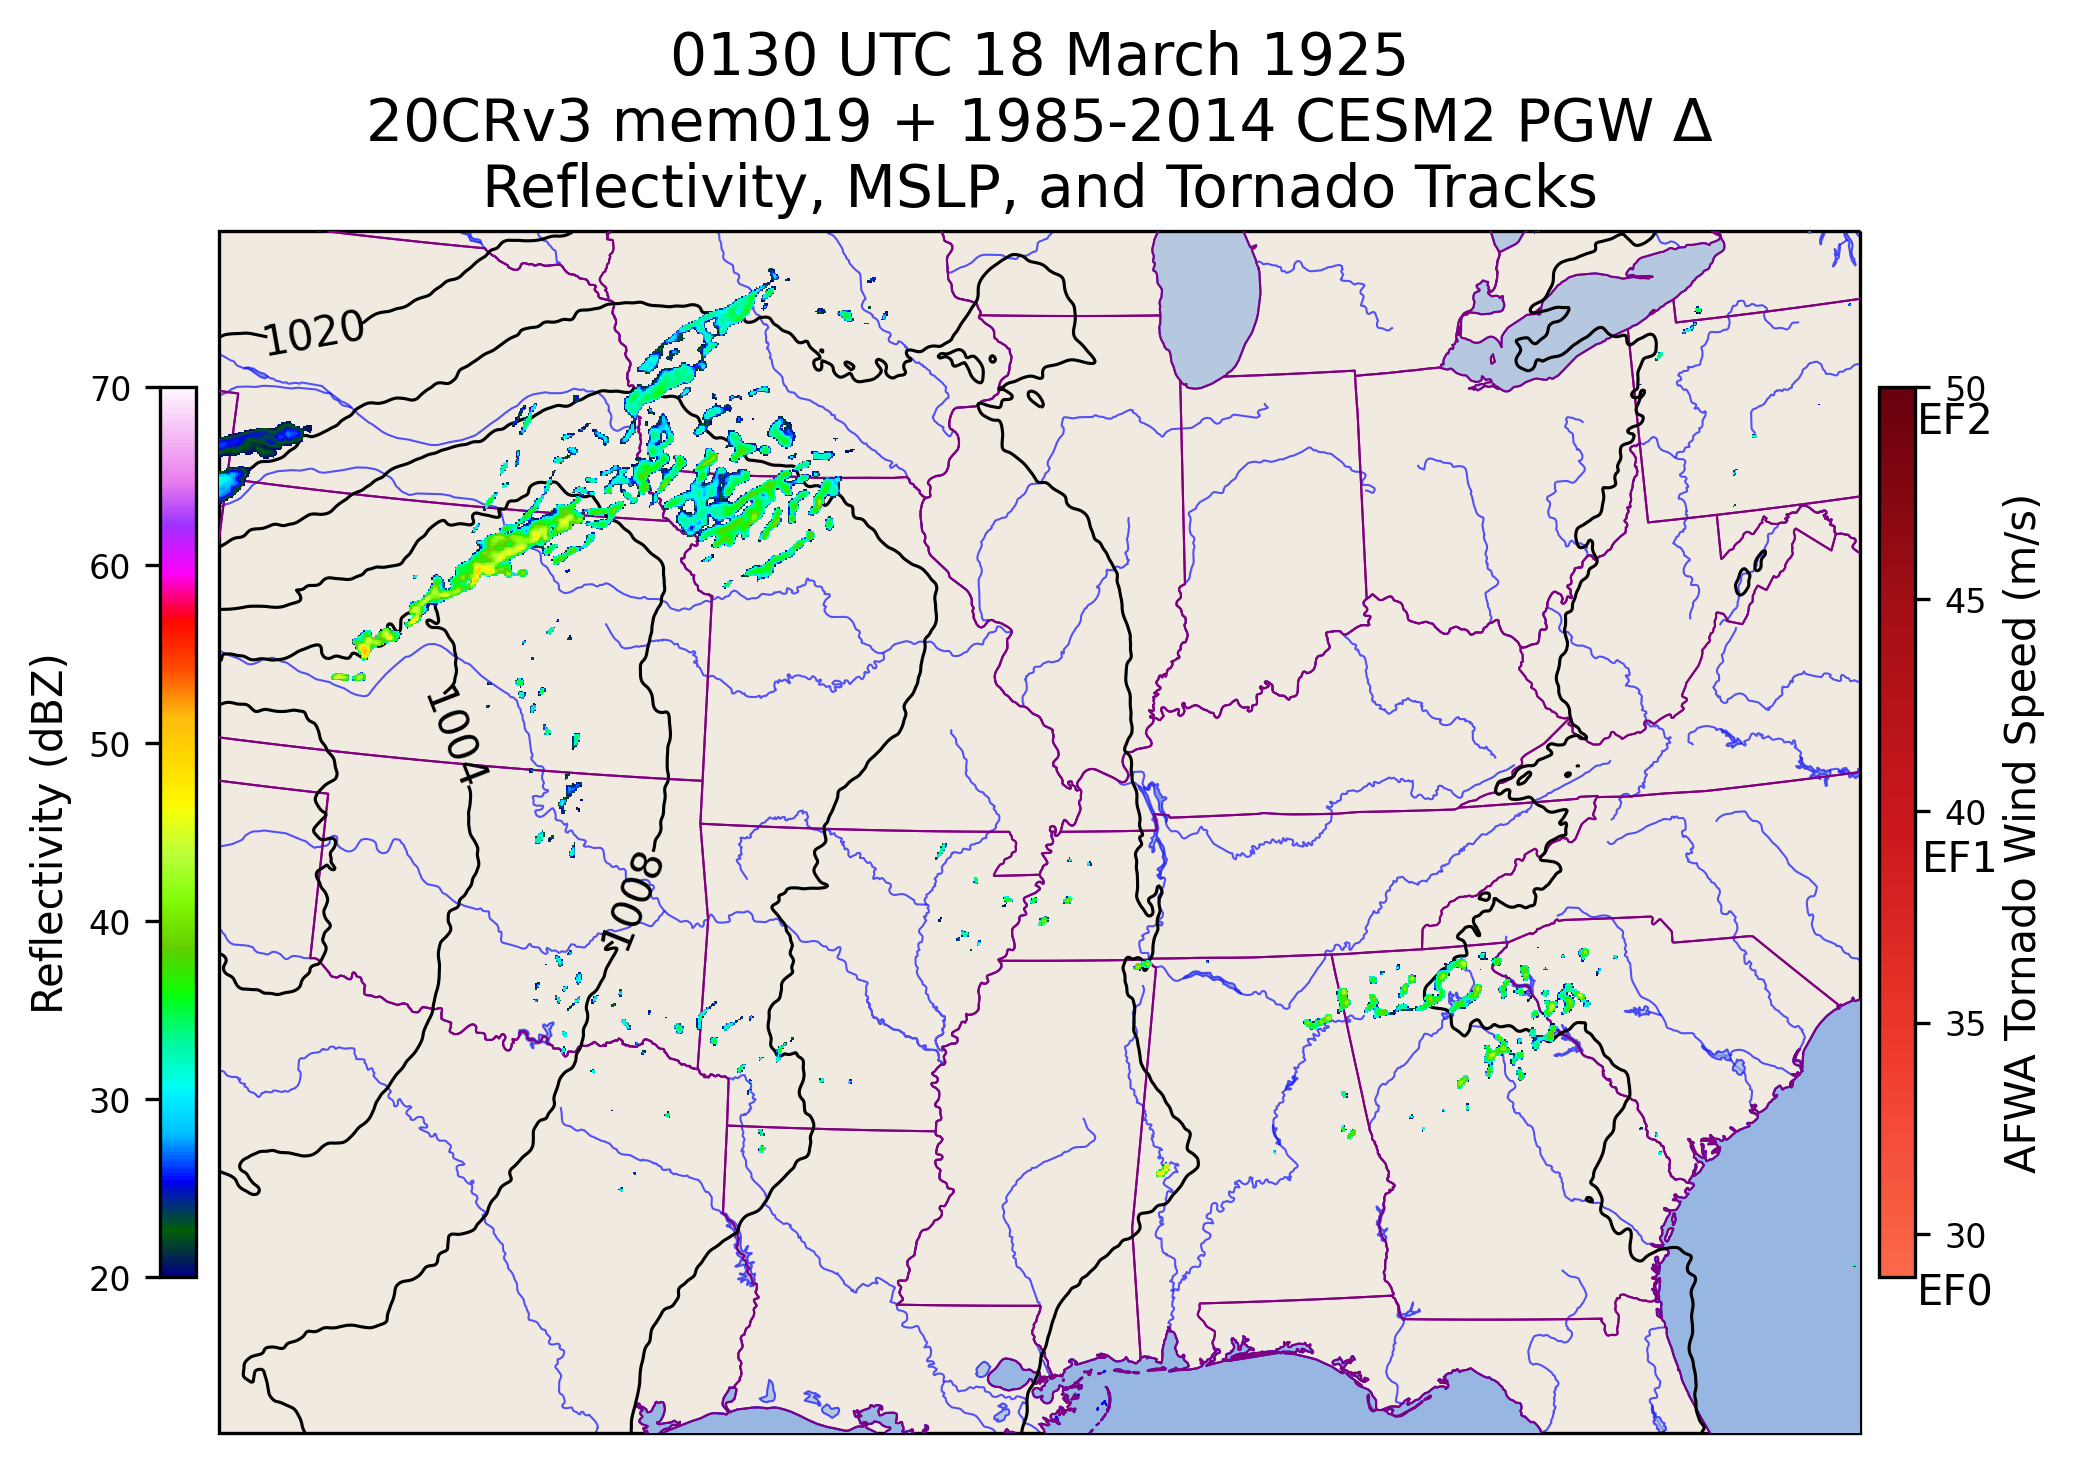 0130 UTC 18 March 1925
20CRv3 mem019 + 1985-2014 CESM2 PGW Δ
Reflectivity, MSLP, and Tornado Tracks
1020
1004
1008
70
60
50
40
30
20
Reflectivity (dBZ)
50
EF2
45
40
EF1
35
30
EF0
AFWA Tornado Wind Speed (m/s)